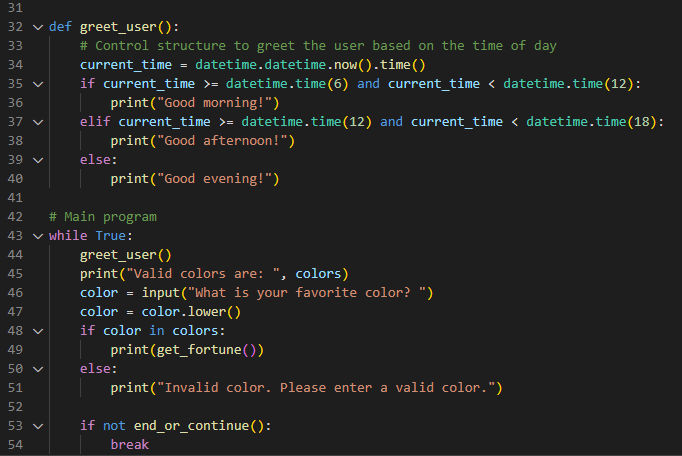 31
32 def greet_user():
33     # Control structure to greet the user based on the time of day
34     current_time = datetime.datetime.now().time()
35     if current_time >= datetime.time(6) and current_time < datetime.time(12):
36         print("Good morning!")
37     elif current_time >= datetime.time(12) and current_time < datetime.time(18):
38         print("Good afternoon!")
39     else:
40         print("Good evening!")
41
42 # Main program
43 while True:
44     greet_user()
45     print("Valid colors are: ", colors)
46     color = input("What is your favorite color? ")
47     color = color.lower()
48     if color in colors:
49         print(get_fortune())
50     else:
51         print("Invalid color. Please enter a valid color.")
52
53     if not end_or_continue():
54         break